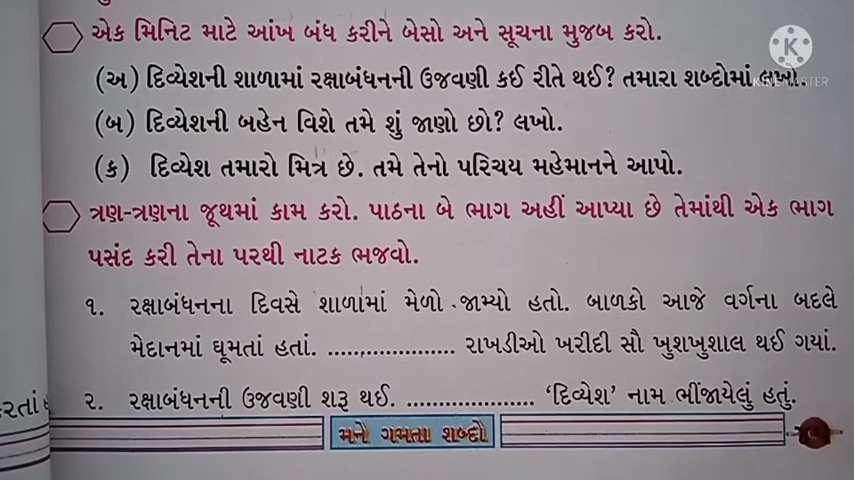 એક મિનિટ માટે આંખ બંધ કરીને બેસો અને સૂચના મુજબ કરો.
(અ) દિવ્યેશની શાળામાં રક્ષાબંધનની ઉજવણી કઈ રીતે થઈ? તમારા શબ્દોમાં લખો.
KINEMASTER
(બ) દિવ્યેશની બહેન વિશે તમે શું જાણો છો? લખો.
(ક) દિવ્યેશ તમારો મિત્ર છે. તમે તેનો પરિચય મહેમાનને આપો.
ત્રણ-ત્રણના જૂથમાં કામ કરો. પાઠના બે ભાગ અહીં આપ્યા છે તેમાંથી એક ભાગ
પસંદ કરી તેના પરથી નાટક ભજવો.
૧. રક્ષાબંધનના દિવસે શાળામાં મેળો જામ્યો હતો. બાળકો આજે વર્ગના બદલે
મેદાનમાં ઘૂમતાં હતાં. .................... રાખડીઓ ખરીદી સૌ ખુશખુશાલ થઈ ગયાં.
૨. રક્ષાબંધનની ઉજવણી શરૂ થઈ. .................... ‘દિવ્યેશ’ નામ ભીંજાયેલું હતું.
મને ગમતા શબ્દો